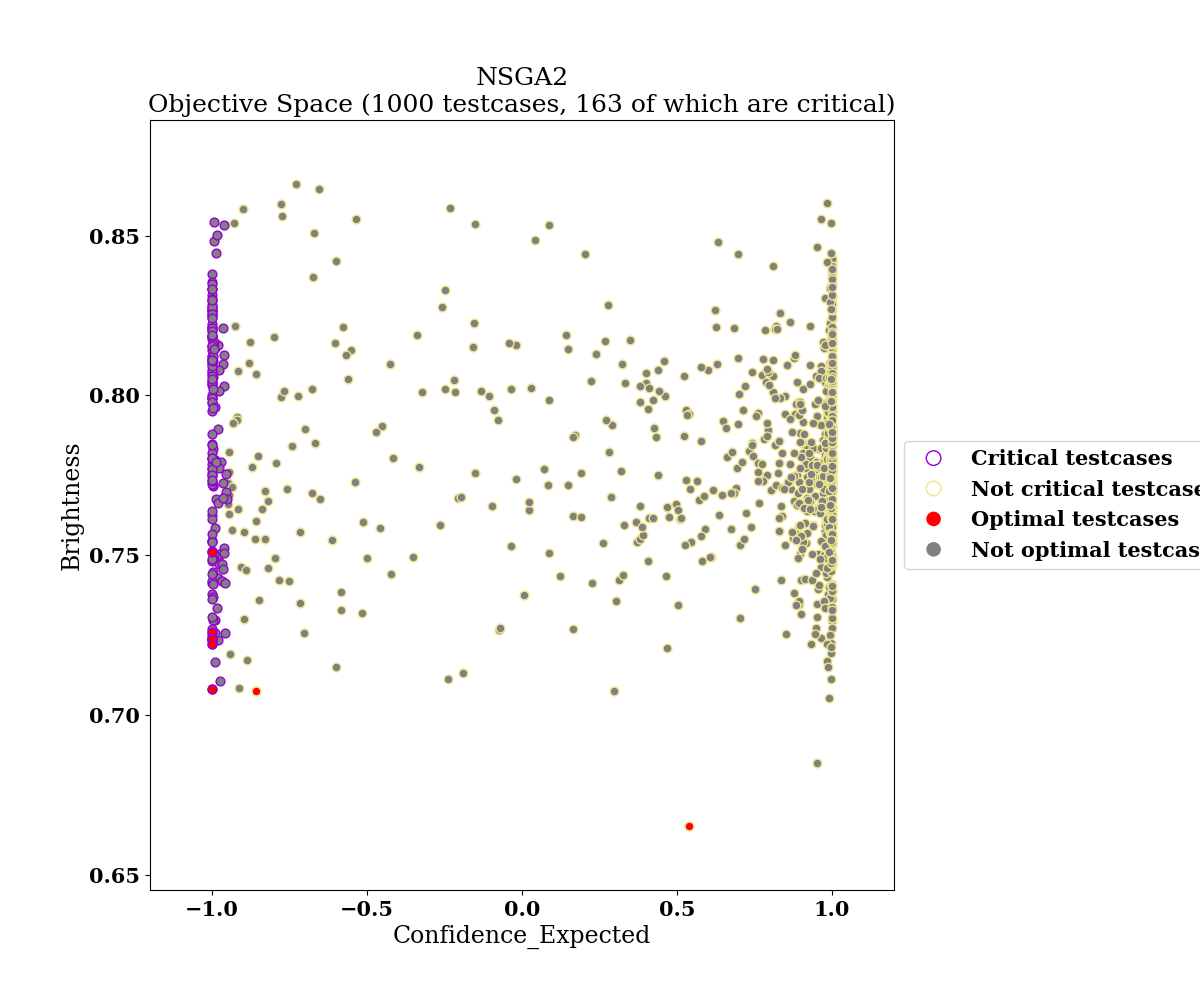 NSGA2
Objective Space (1000 testcases, 163 of which are critical)
0.85
0.80
0.75
0.70
0.65
Brightness
−1.0
−0.5
0.0
0.5
1.0
Confidence_Expected
Critical testcases
Not critical testcase
Optimal testcases
Not optimal testcas